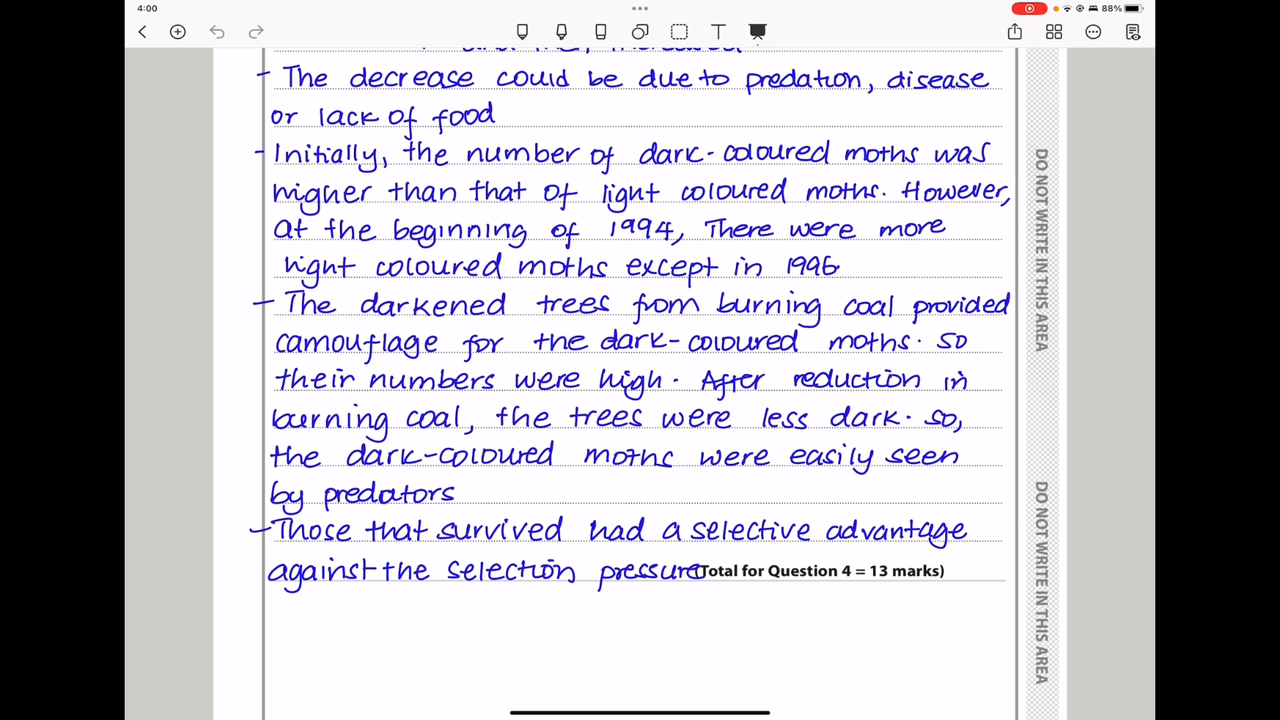 4:00
88%
- The decrease could be due to predation, disease
or lack of food
- Initially, the number of dark-coloured moths was
higher than that of light coloured moths. However,
at the beginning of 1994, There were more
light coloured moths except in 1996.
- The darkened trees from burning coal provided
camouflage for the dark-coloured moths. so
their numbers were high. After reduction in
burning coal, the trees were less dark. so,
the dark-coloured moths were easily seen
by predators
- Those that survived had a selective advantage
against the selection pressure
Total for Question 4 = 13 marks)
DO NOT WRITE IN THIS AREA
DO NOT WRITE IN THIS AREA